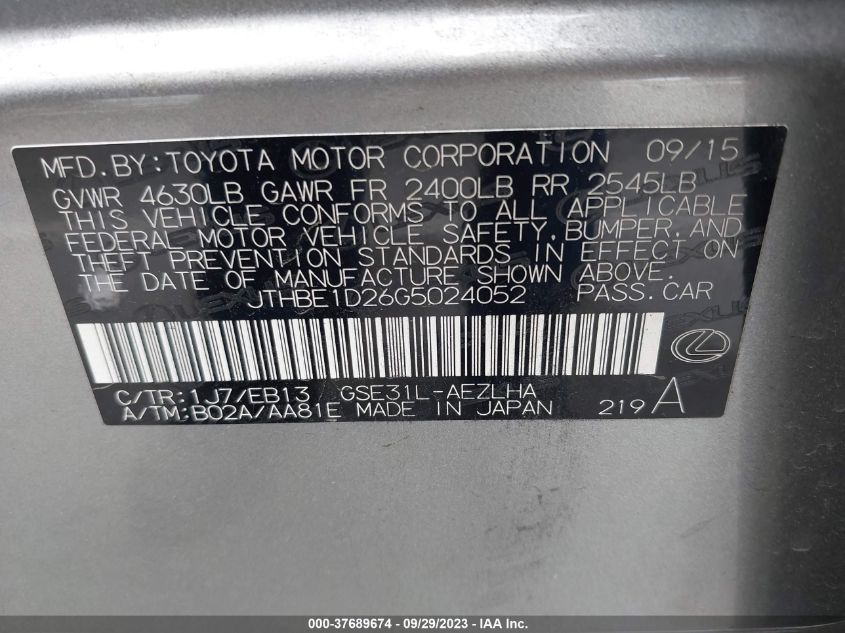 MFD.BY:TOYOTA MOTOR CORPORATION 09/15
GVWR 4630LB GAWR FR 2400LB RR 2545LB
THIS VEHICLE CONFORMS TO ALL APPLICABLE
FEDERAL MOTOR VEHICLE SAFETY,BUMPER,AND
THEFT PREVENTION STANDARDS IN EFFECT ON
THE DATE OF MANUFACTURE SHOWN ABOVE.
JTHBE1D26G5024052 PASS.CAR
C/TR:1J7/EB13 GSE31L-AEZLHA
A/TM:B02A/AA81E MADE IN JAPAN 219A
000-37689674 / 09/29/2023 / Copyright © IAA, LLC.